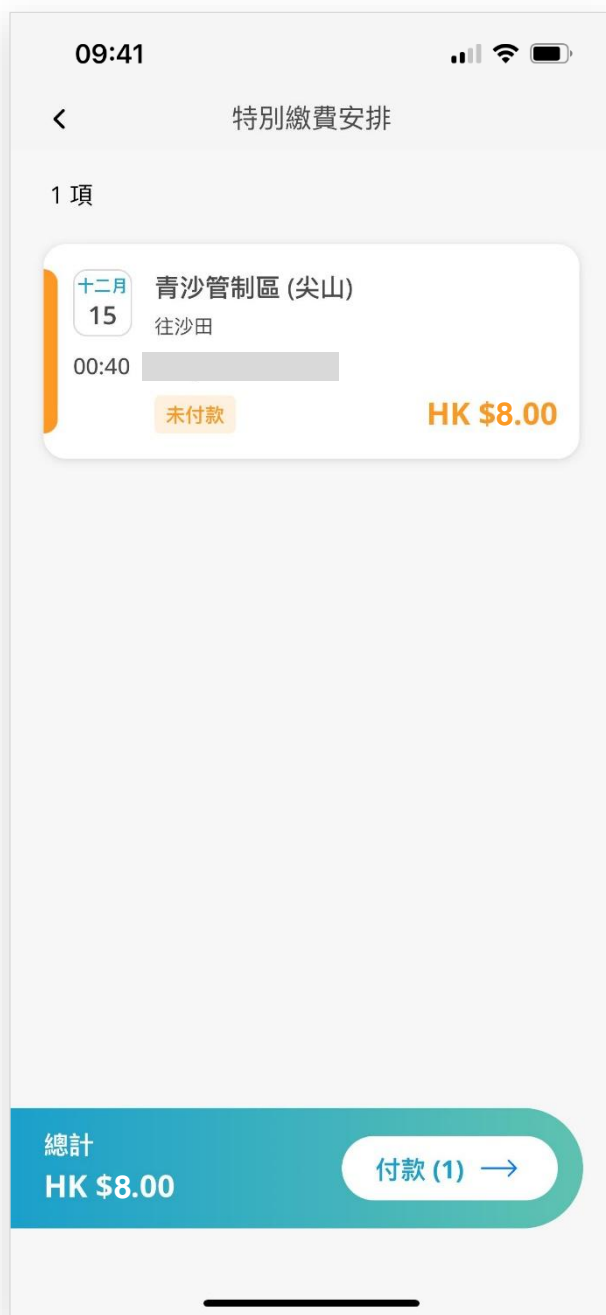 09:41
特別繳費安排
1 項
十二月
15
青沙管制區 (尖山)
往沙田
00:40
未付款
HK $8.00
總計
HK $8.00
付款 (1)